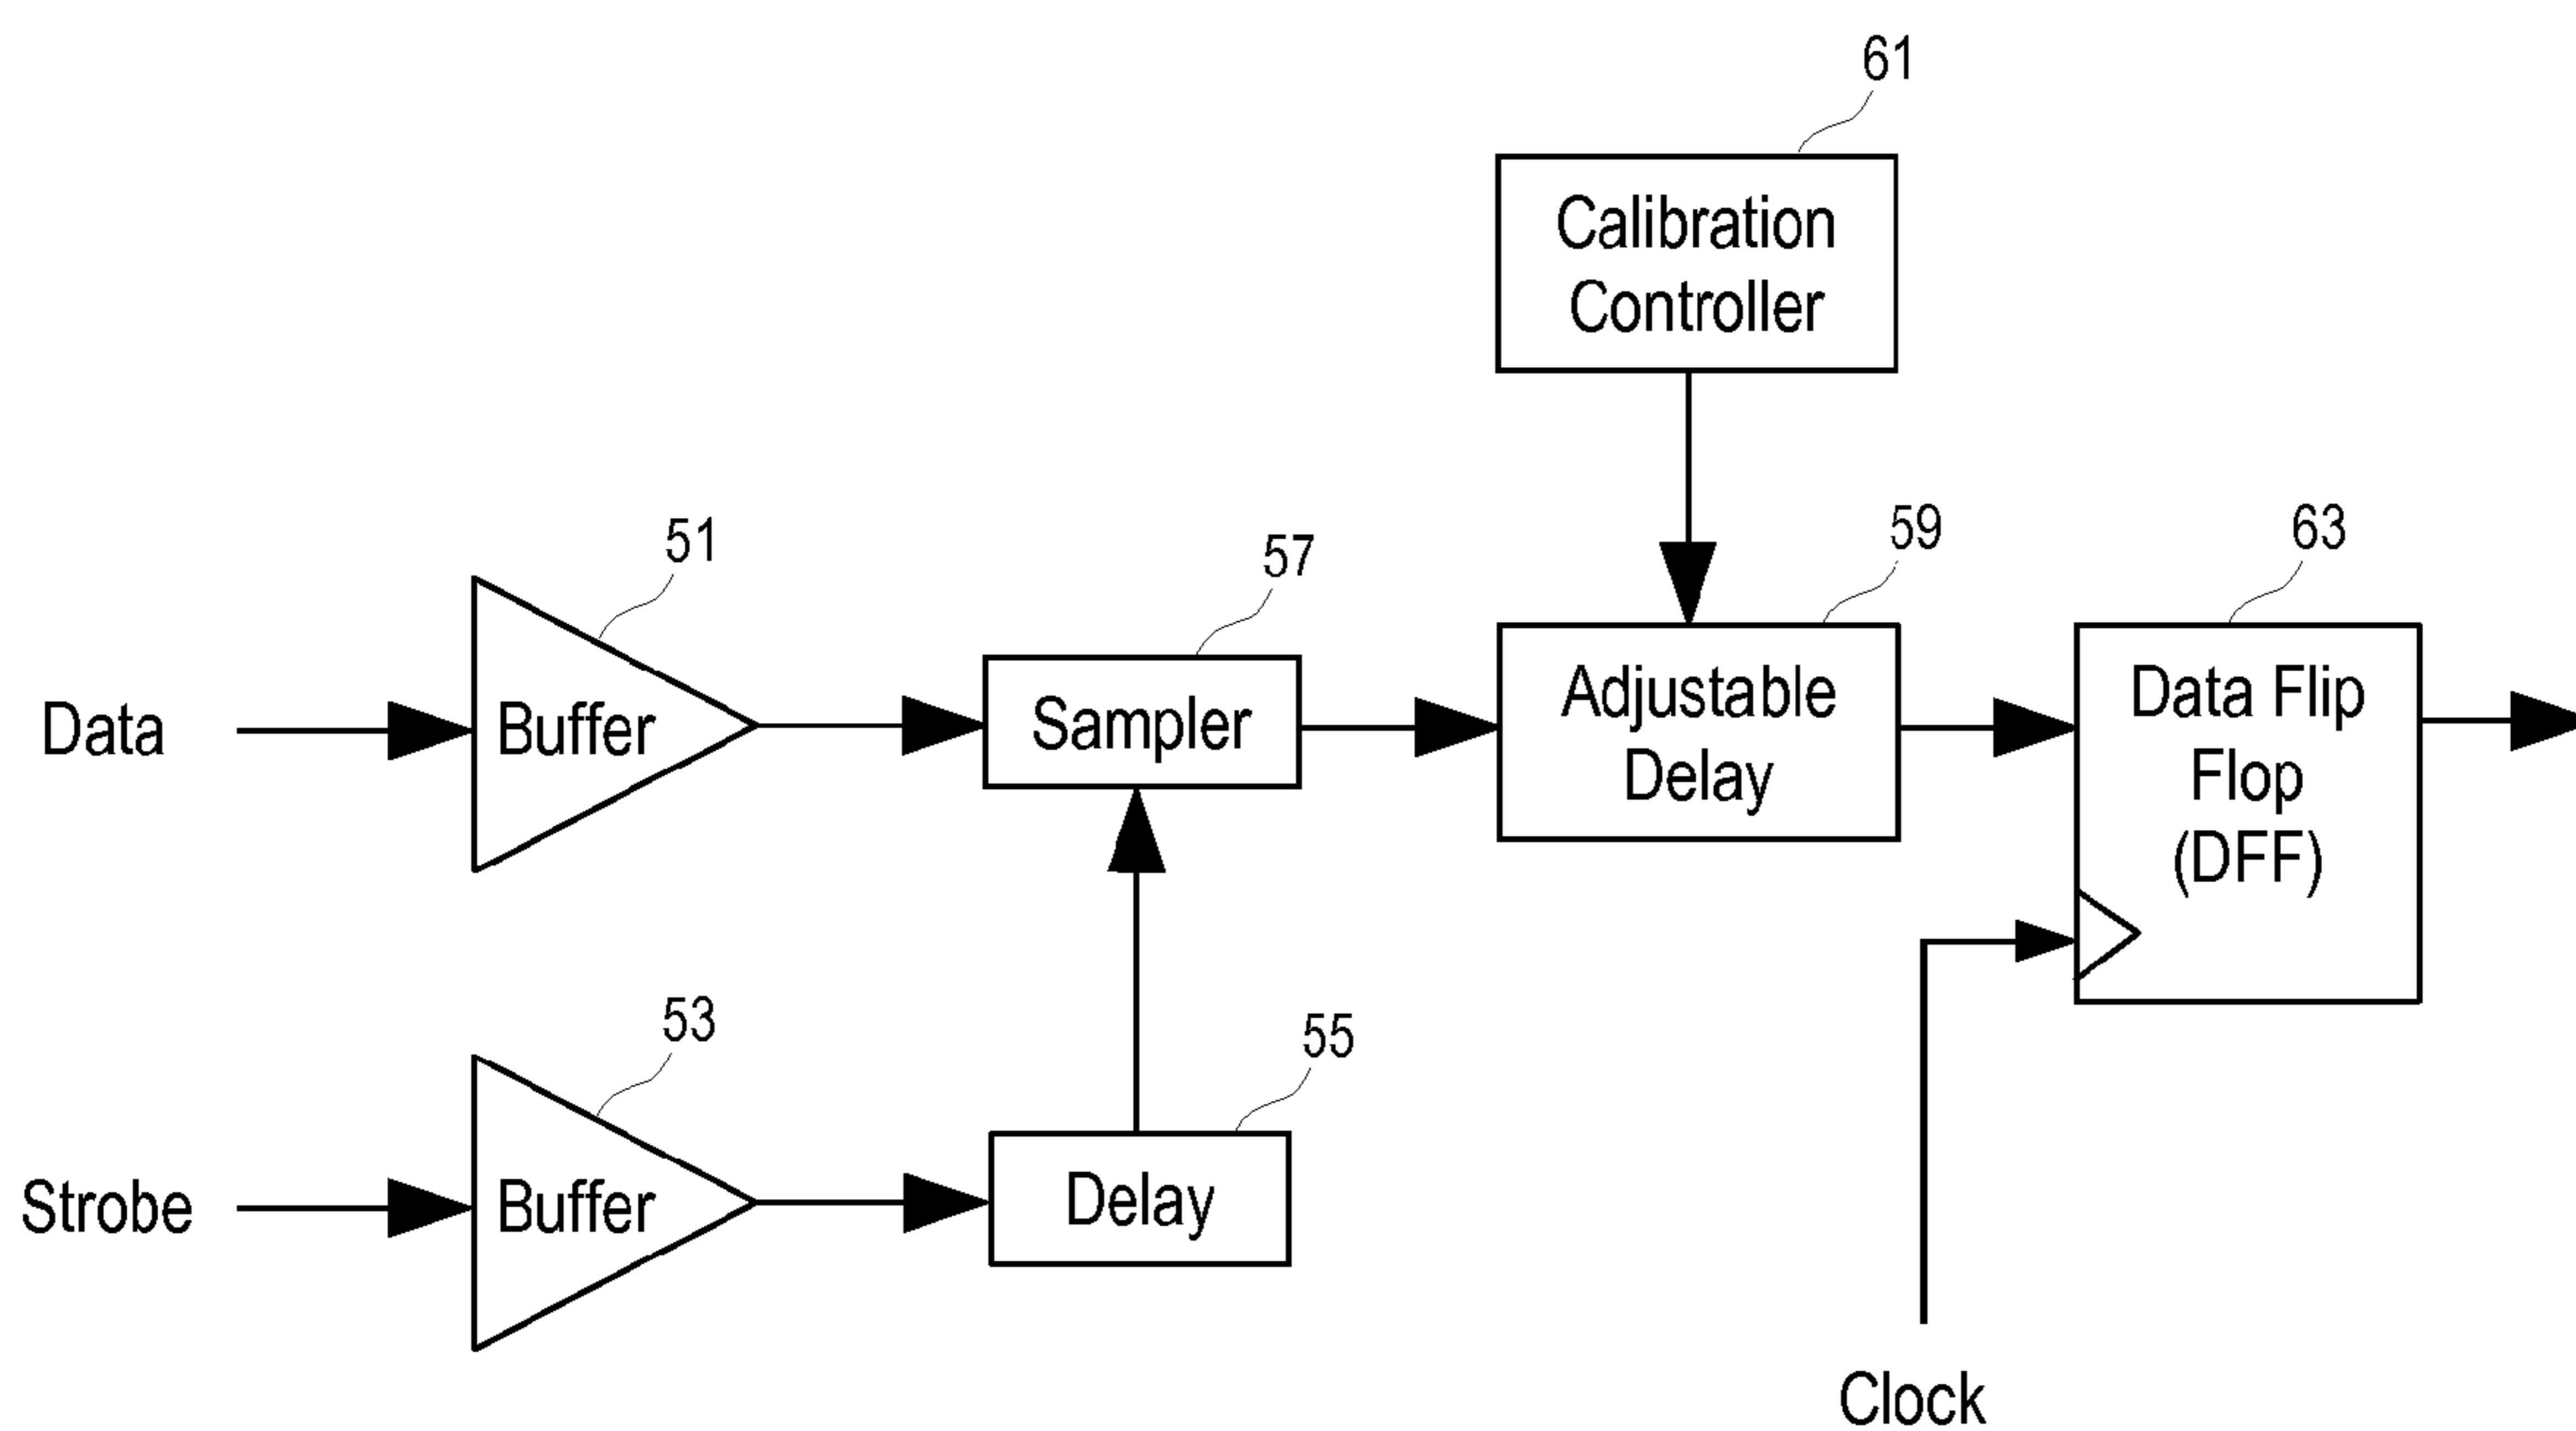 61
Calibration
Controller
51
57
59
63
Data
Buffer
Sampler
Adjustable
Delay
Data Flip
Flop
(DFF)
53
55
Strobe
Buffer
Delay
Clock